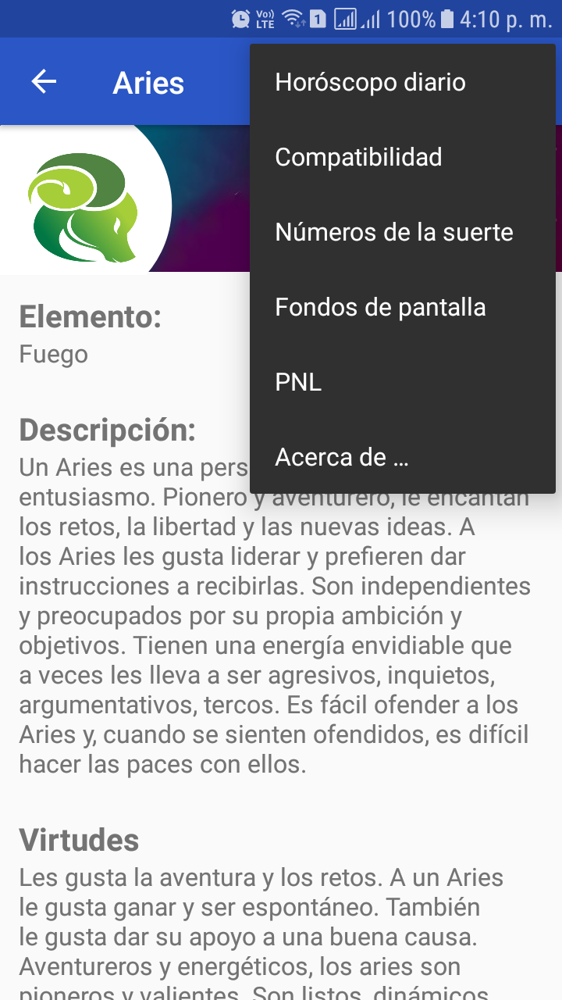 Vo))
LTE
1
100%
4:10 p. m.
Aries
Horóscopo diario
Compatibilidad
Números de la suerte
Fondos de pantalla
PNL
Acerca de ...
Elemento:
Fuego
Descripción:
Un Aries es una pers
entusiasmo. Pionero y aventurero, le encantan
los retos, la libertad y las nuevas ideas. A
los Aries les gusta liderar y prefieren dar
instrucciones a recibirlas. Son independientes
y preocupados por su propia ambición y
objetivos. Tienen una energía envidiable que
a veces les lleva a ser agresivos, inquietos,
argumentativos, tercos. Es fácil ofender a los
Aries y, cuando se sienten ofendidos, es difícil
hacer las paces con ellos.
Virtudes
Les gusta la aventura y los retos. A un Aries
le gusta ganar y ser espontáneo. También
le gusta dar su apoyo a una buena causa.
Aventureros y energéticos, los aries son
pioneros y valientes. Son listos, dinámicos